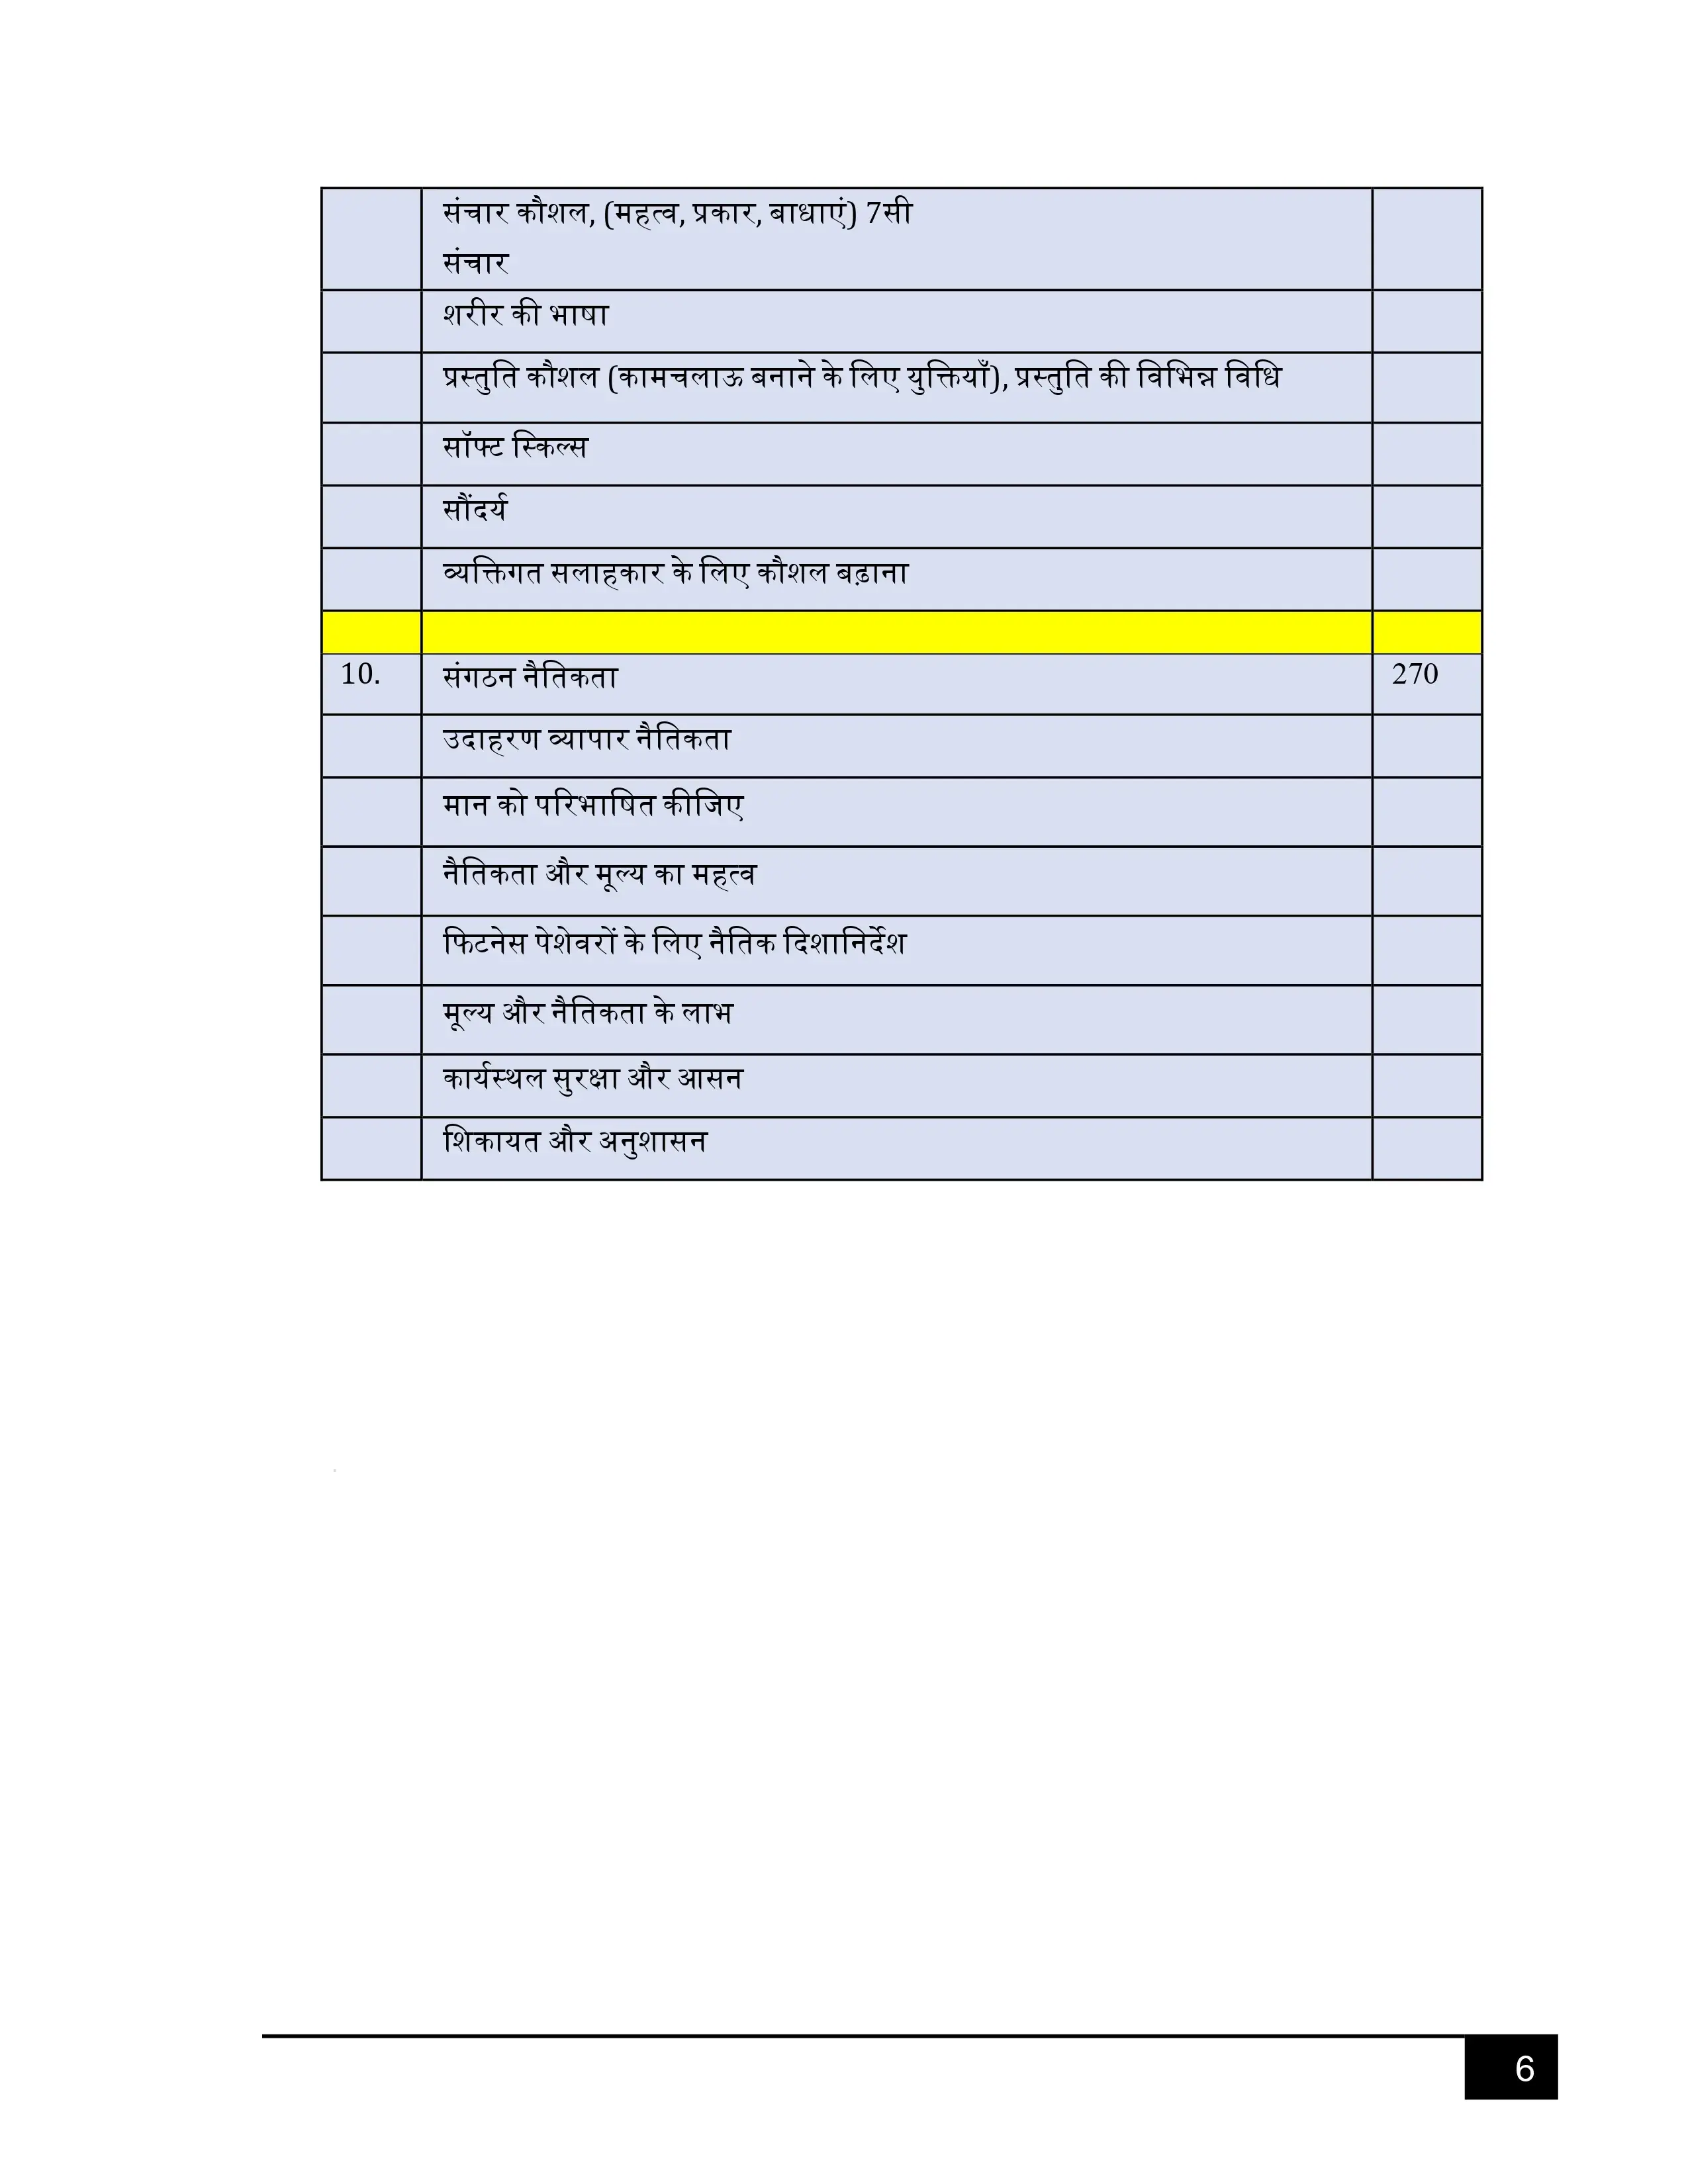 संचार कौशल, (महत्व, प्रकार, बाधाएं) 7सी
संचार
शरीर की भाषा
प्रस्तुति कौशल (कामचलाऊ बनाने के लिए युक्तियाँ), प्रस्तुति की विभिन्न विधि
सॉफ्ट स्किल्स
सौंदर्य
व्यक्तिगत सलाहकार के लिए कौशल बढ़ाना
10. संगठन नैतिकता 270
उदाहरण व्यापार नैतिकता
मान को परिभाषित कीजिए
नैतिकता और मूल्य का महत्व
फिटनेस पेशेवरों के लिए नैतिक दिशानिर्देश
मूल्य और नैतिकता के लाभ
कार्यस्थल सुरक्षा और आसन
शिकायत और अनुशासन
6